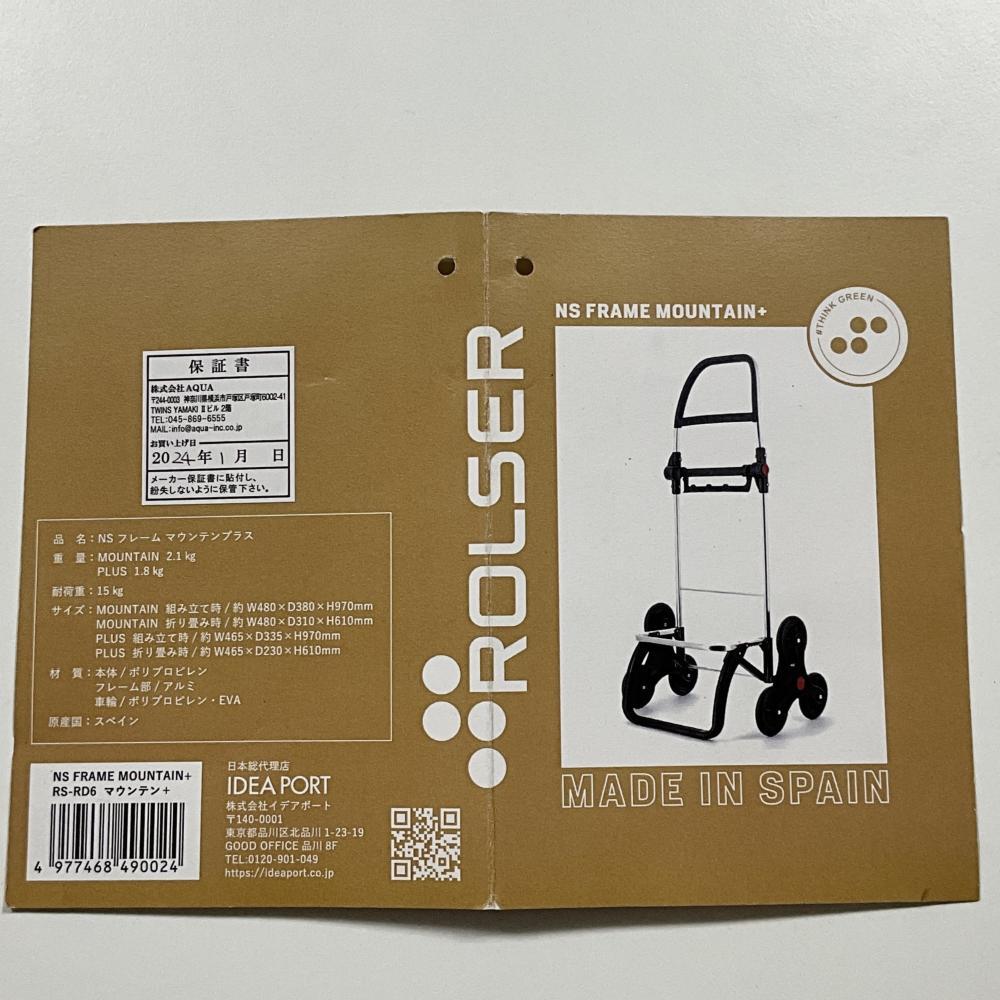 保証書
株式会社AQUA
〒244-0003 神奈川県横浜市戸塚区戸塚町6002-41
TWINS YAMAKI Ⅱビル 2階
TEL:045-869-6555
MAIL:info@aqua-inc.co.jp
お買い上げ日
2024年1月 日
メーカー保証書に貼付し、
紛失しないように保管下さい。
品 名:NS フレーム マウンテンプラス
重 量:MOUNTAIN 2.1 kg
PLUS 1.8 kg
耐荷重:15 kg
サイズ:MOUNTAIN 組み立て時 / 約 W480×D380×H970mm
MOUNTAIN 折り畳み時 / 約 W480×D310×H610mm
PLUS 組み立て時 / 約 W465×D335×H970mm
PLUS 折り畳み時 / 約 W465×D230×H610mm
材 質:本体 / ポリプロピレン
フレーム部 / アルミ
車輪 / ポリプロピレン・EVA
原産国:スペイン
NS FRAME MOUNTAIN+
RS-RD6 マウンテン+
4 977468 490024
日本総代理店
IDEA PORT
株式会社イデアポート
〒140-0001
東京都品川区北品川 1-23-19
GOOD OFFICE 品川 8F
TEL:0120-901-049
https://ideaport.co.jp
ROLSER
NS FRAME MOUNTAIN+
#THINK GREEN
MADE IN SPAIN